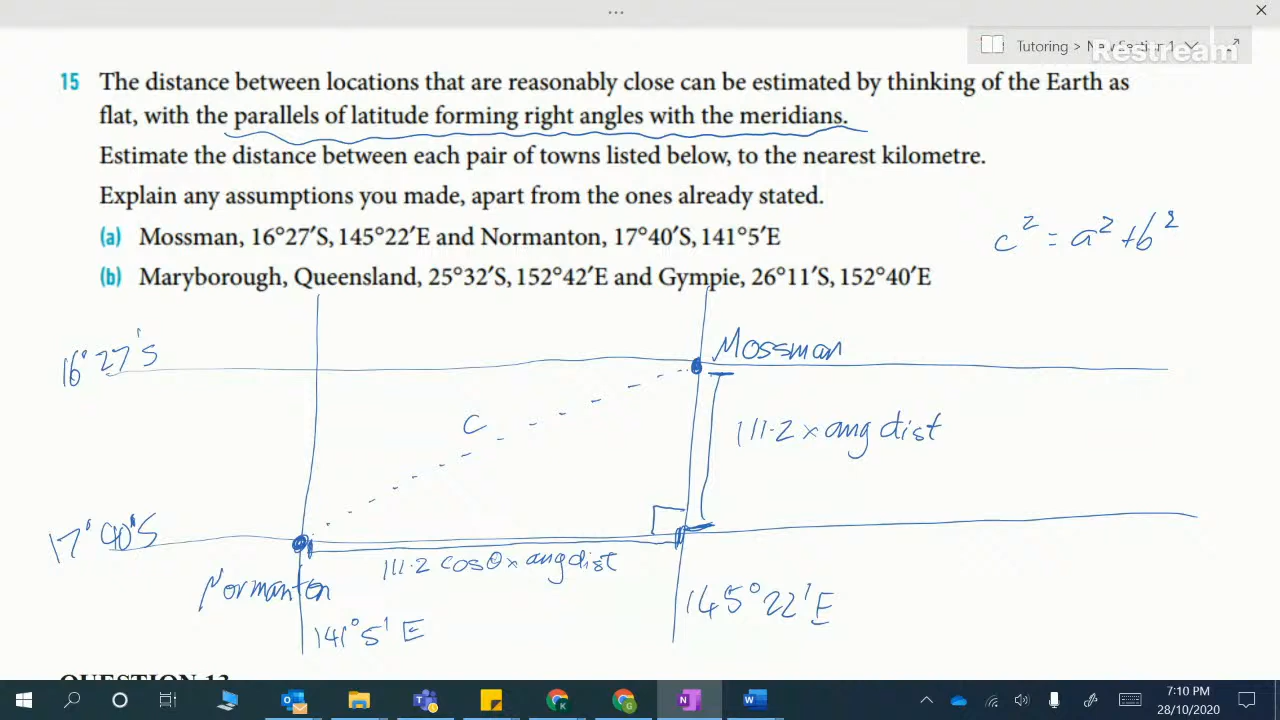 ...
Tutoring > New Section 1
Restream
15 The distance between locations that are reasonably close can be estimated by thinking of the Earth as
flat, with the parallels of latitude forming right angles with the meridians.
Estimate the distance between each pair of towns listed below, to the nearest kilometre.
Explain any assumptions you made, apart from the ones already stated.
(a) Mossman, 16°27′S, 145°22′E and Normanton, 17°40′S, 141°5′E
c² = a² + b²
(b) Maryborough, Queensland, 25°32′S, 152°42′E and Gympie, 26°11′S, 152°40′E
16°27'S
Mossman
C
111.2 × ang dist
17°40'S
111.2 cosθ × ang dist
Normanton
145°22'E
141°5'E
QUESTION 13
7:10 PM
28/10/2020